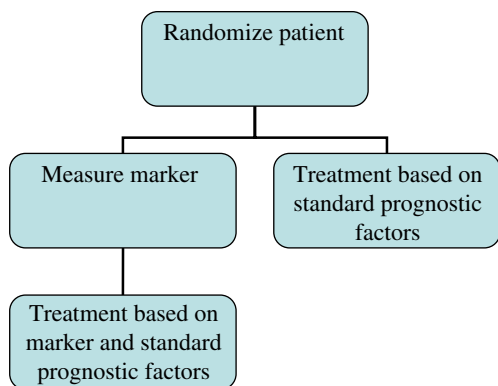 Randomize patient
Measure marker
Treatment based on
standard prognostic
factors
Treatment based on
marker and standard
prognostic factors